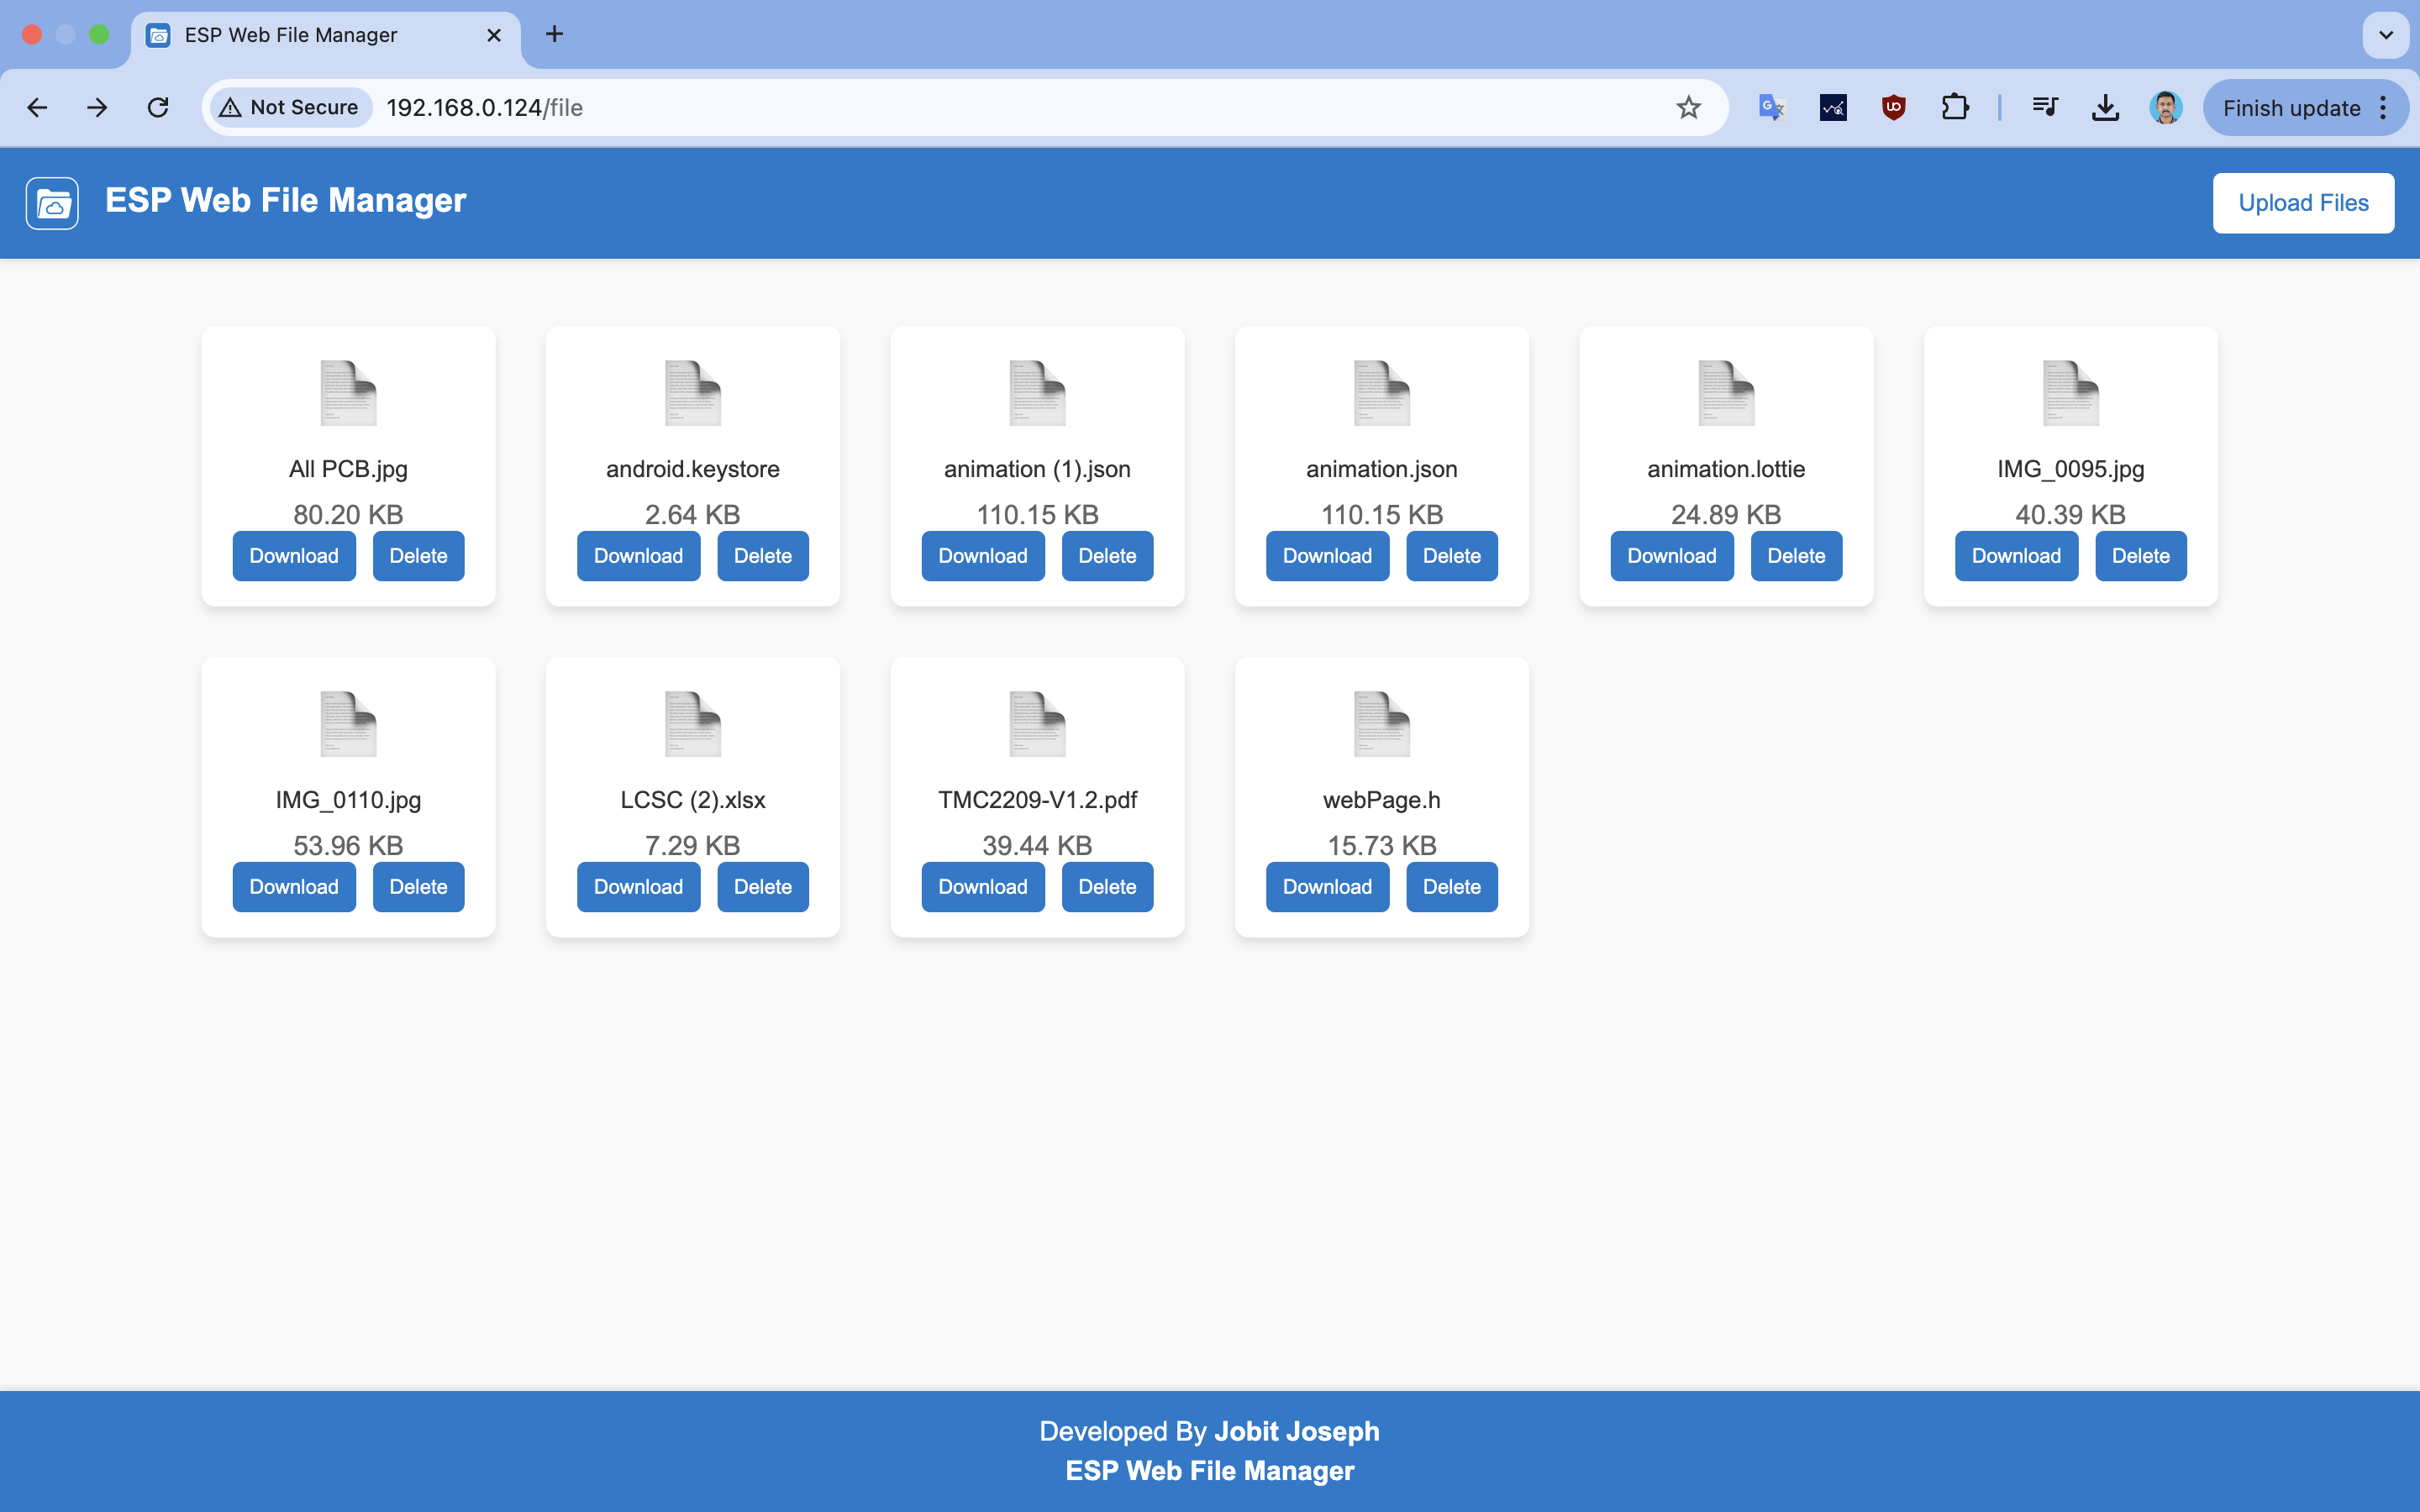 ESP Web File Manager
Not Secure 192.168.0.124/file
Finish update
ESP Web File Manager
Upload Files
All PCB.jpg
80.20 KB
Download Delete
android.keystore
2.64 KB
Download Delete
animation (1).json
110.15 KB
Download Delete
animation.json
110.15 KB
Download Delete
animation.lottie
24.89 KB
Download Delete
IMG_0095.jpg
40.39 KB
Download Delete
IMG_0110.jpg
53.96 KB
Download Delete
LCSC (2).xlsx
7.29 KB
Download Delete
TMC2209-V1.2.pdf
39.44 KB
Download Delete
webPage.h
15.73 KB
Download Delete
Developed By Jobit Joseph
ESP Web File Manager